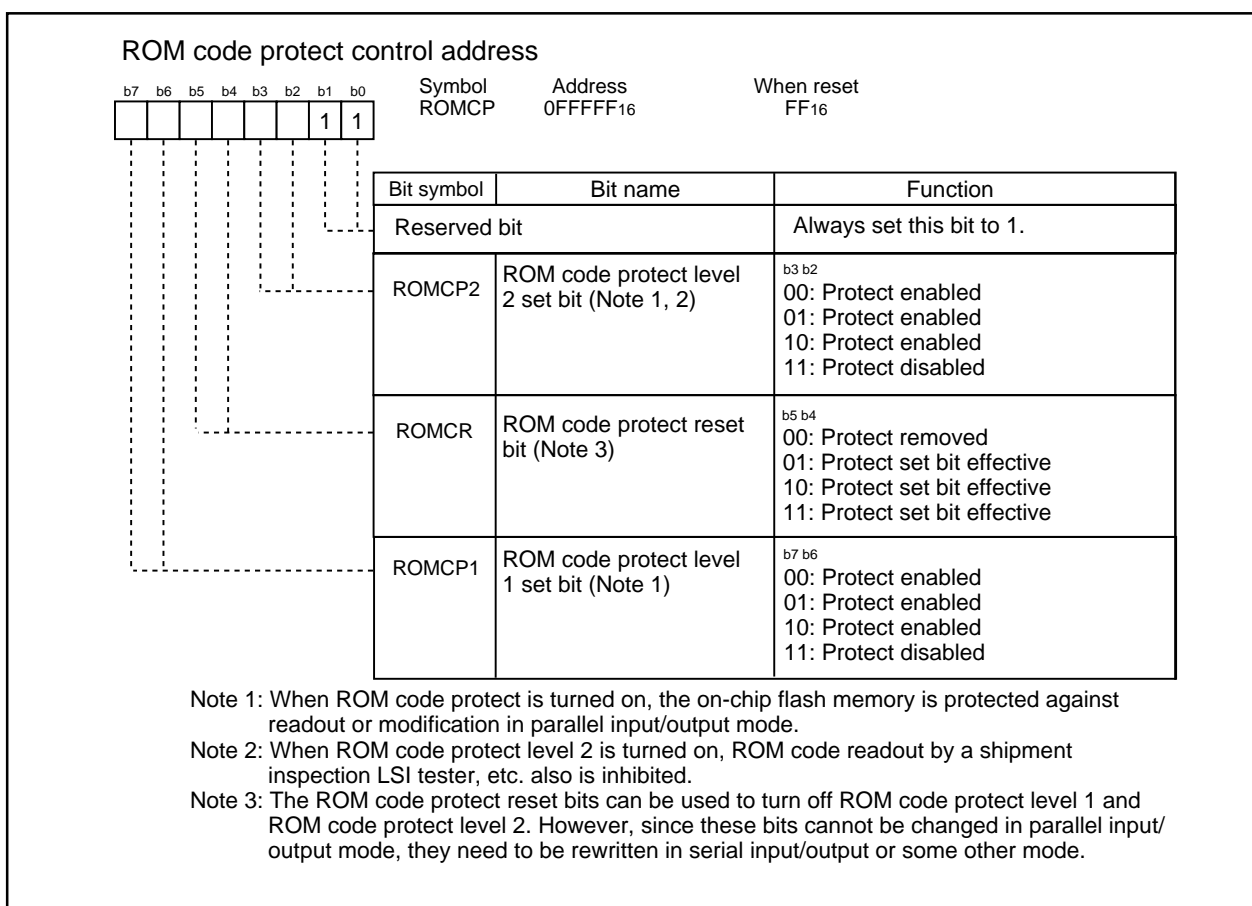 ROM code protect control address
Symbol Address When reset
b7 b6 b5 b4 b3 b2 b1 b0
ROMCP 0FFFFF16 FF16
1 1
Bit symbol Bit name Function
Reserved bit Always set this bit to 1.
ROMCP2 ROM code protect level
2 set bit (Note 1, 2)
b3 b2
00: Protect enabled
01: Protect enabled
10: Protect enabled
11: Protect disabled
ROMCR ROM code protect reset
bit (Note 3)
b5 b4
00: Protect removed
01: Protect set bit effective
10: Protect set bit effective
11: Protect set bit effective
ROMCP1 ROM code protect level
1 set bit (Note 1)
b7 b6
00: Protect enabled
01: Protect enabled
10: Protect enabled
11: Protect disabled
Note 1: When ROM code protect is turned on, the on-chip flash memory is protected against
readout or modification in parallel input/output mode.
Note 2: When ROM code protect level 2 is turned on, ROM code readout by a shipment
inspection LSI tester, etc. also is inhibited.
Note 3: The ROM code protect reset bits can be used to turn off ROM code protect level 1 and
ROM code protect level 2. However, since these bits cannot be changed in parallel input/
output mode, they need to be rewritten in serial input/output or some other mode.